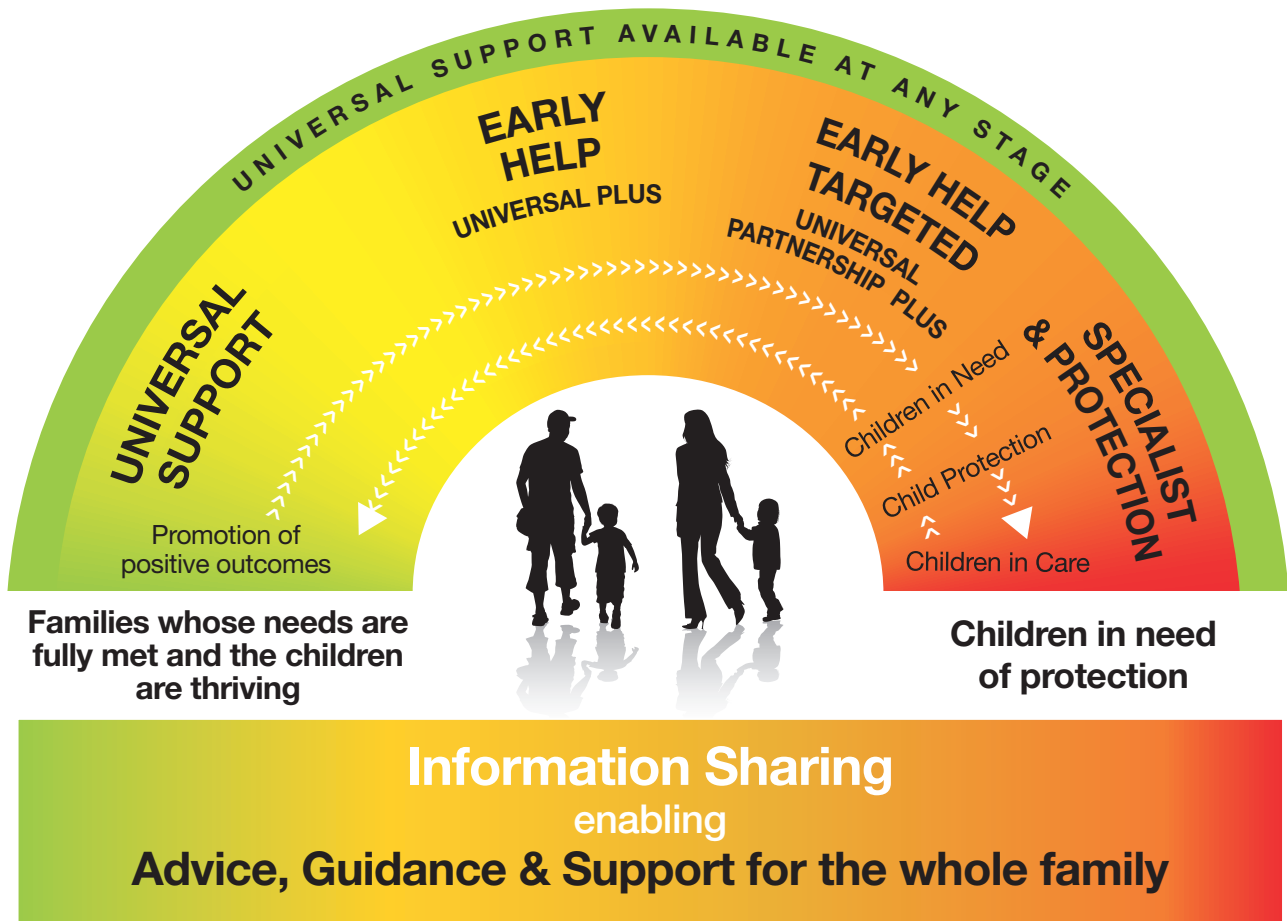 UNIVERSAL SUPPORT AVAILABLE AT ANY STAGE
UNIVERSAL
SUPPORT
EARLY
HELP
UNIVERSAL PLUS
EARLY HELP
TARGETED
UNIVERSAL
PARTNERSHIP PLUS
SPECIALIST
& PROTECTION
Children in Need
Child Protection
Children in Care
Promotion of
positive outcomes
Families whose needs are
fully met and the children
are thriving
Children in need
of protection
Information Sharing
enabling
Advice, Guidance & Support for the whole family